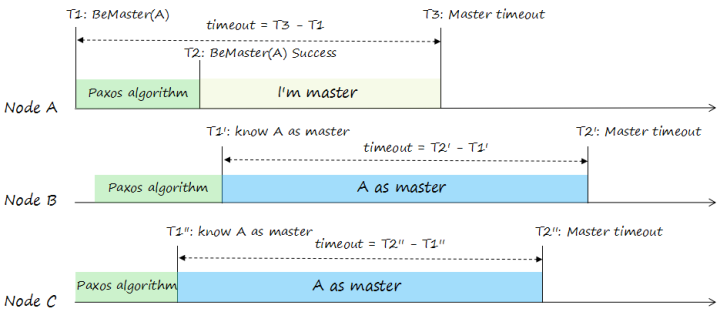 T1: BeMaster(A)
T3: Master timeout
timeout = T3 - T1
T2: BeMaster(A) Success
Paxos algorithm
I'm master
Node A
T1': know A as master
T2': Master timeout
timeout = T2' - T1'
Paxos algorithm
A as master
Node B
T1": know A as master
T2": Master timeout
timeout = T2" - T1"
Paxos algorithm
A as master
Node C